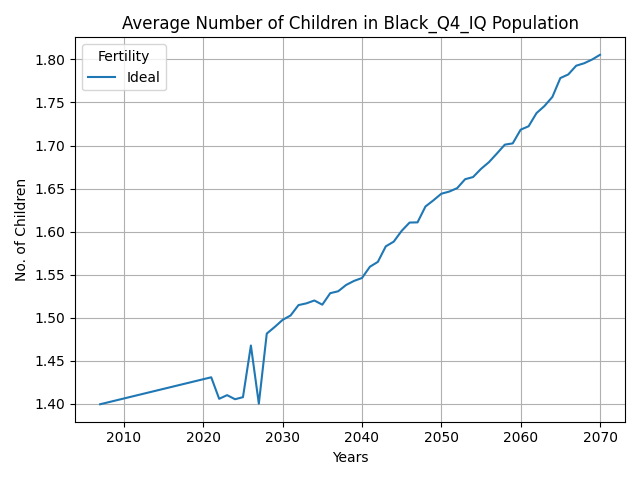 Average Number of Children in Black_Q4_IQ Population
Fertility
Ideal
No. of Children
1.80
1.75
1.70
1.65
1.60
1.55
1.50
1.45
1.40
2010 2020 2030 2040 2050 2060 2070
Years